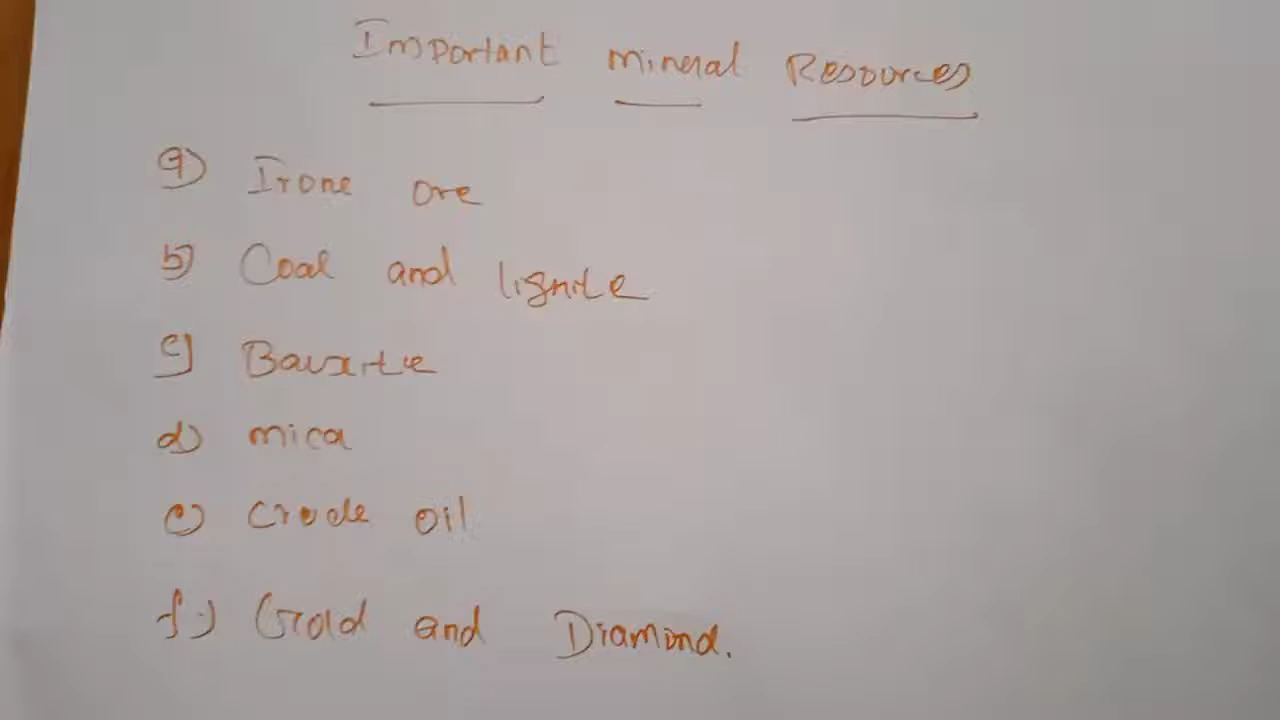 Important mineral Resources
a) Irone ore
b) Coal and lignite
c) Bauxite
d) mica
e) crude oil
f) Gold and Diamond.